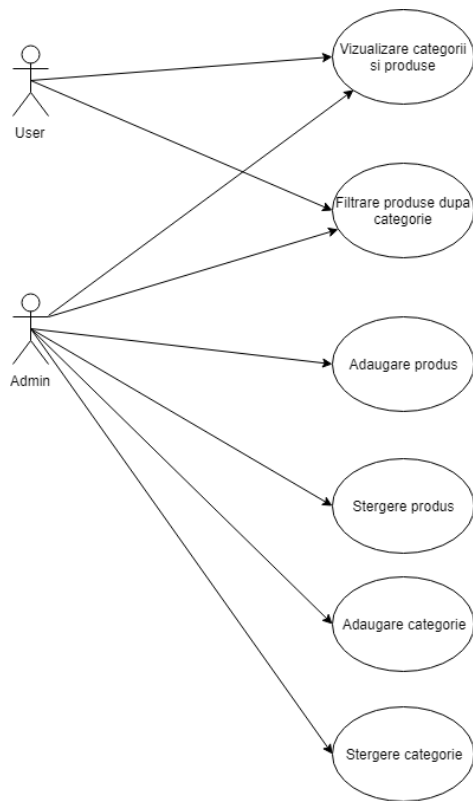 Vizualizare categorii
si produse
User
Filtrare produse dupa
categorie
Admin
Adaugare produs
Stergere produs
Adaugare categorie
Stergere categorie